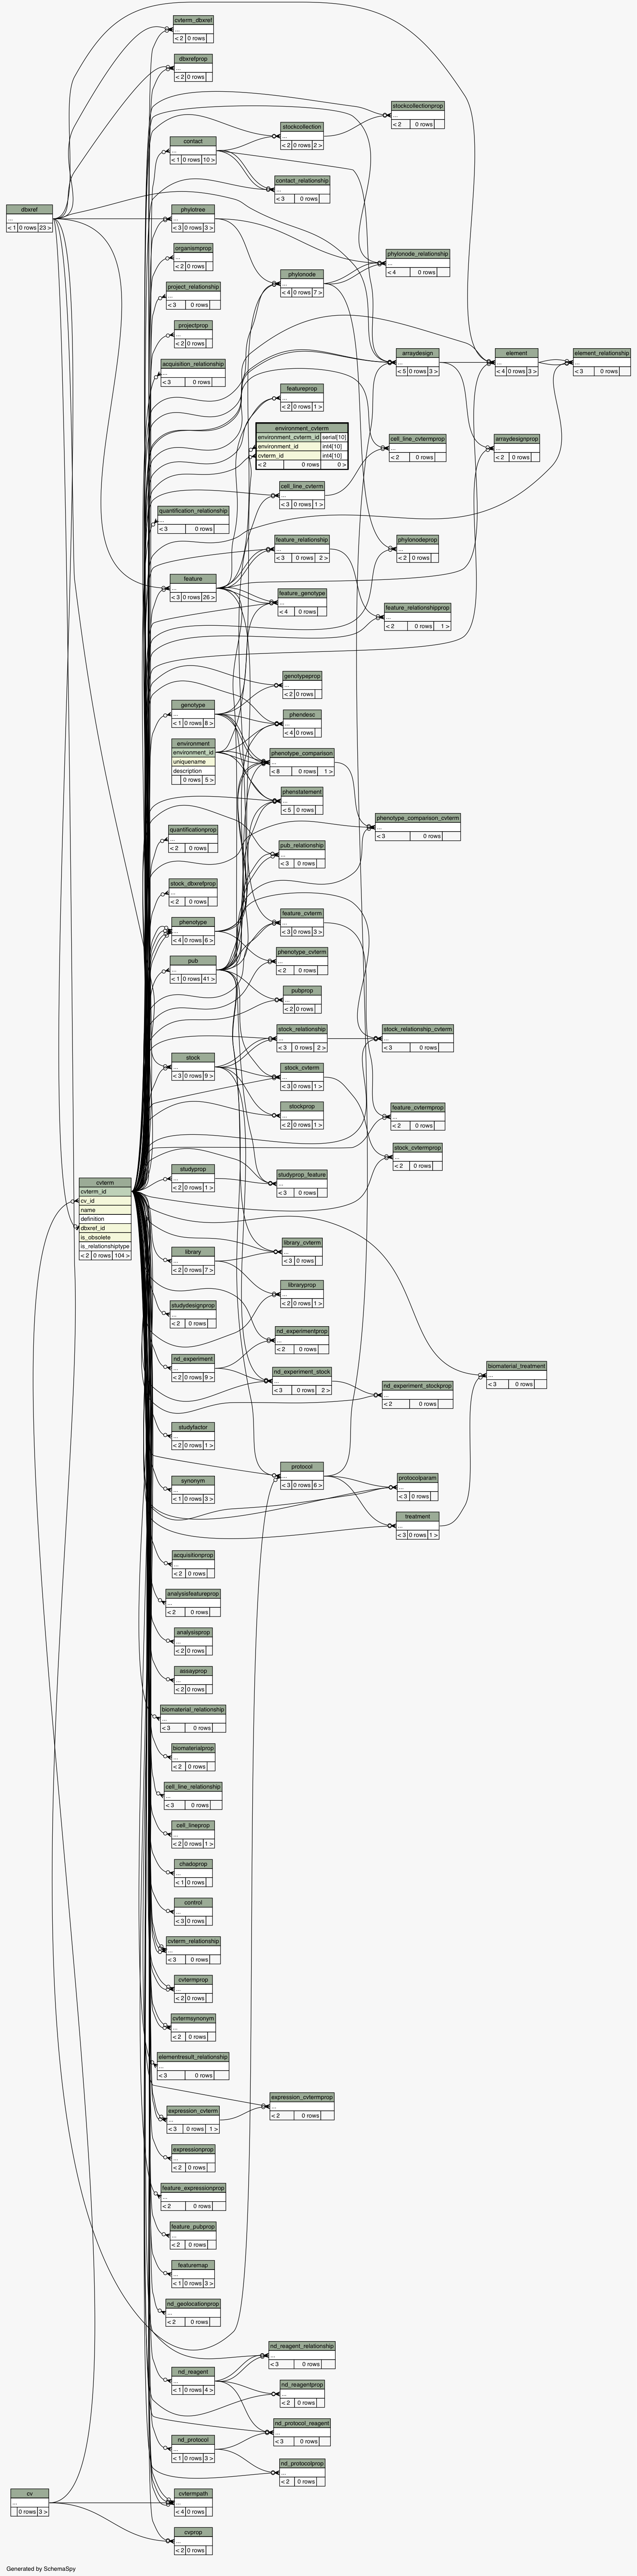 cvterm_dbxref
...
< 2 0 rows
dbxrefprop
...
< 2 0 rows
stockcollectionprop
...
< 2 0 rows
stockcollection
...
< 2 0 rows 2 >
contact
...
< 1 0 rows 10 >
contact_relationship
...
< 3 0 rows
dbxref
...
< 1 0 rows 23 >
phylotree
...
< 3 0 rows 3 >
organismprop
...
< 2 0 rows
phylonode_relationship
...
< 4 0 rows
phylonode
...
< 4 0 rows 7 >
project_relationship
...
< 3 0 rows
projectprop
...
< 2 0 rows
acquisition_relationship
...
< 3 0 rows
arraydesign
...
< 5 0 rows 3 >
element
...
< 4 0 rows 3 >
element_relationship
...
< 3 0 rows
featureprop
...
< 2 0 rows 1 >
environment_cvterm
environment_cvterm_id serial[10]
environment_id int4[10]
cvterm_id int4[10]
< 2 0 rows 0 >
cell_line_cvtermprop
...
< 2 0 rows
arraydesignprop
...
< 2 0 rows
cell_line_cvterm
...
< 3 0 rows 1 >
quantification_relationship
...
< 3 0 rows
feature_relationship
...
< 3 0 rows 2 >
phylonodeprop
...
< 2 0 rows
feature
...
< 3 0 rows 26 >
feature_genotype
...
< 4 0 rows
feature_relationshipprop
...
< 2 0 rows 1 >
genotypeprop
...
< 2 0 rows
genotype
...
< 1 0 rows 8 >
phendesc
...
< 4 0 rows
environment
environment_id
uniquename
description
0 rows 5 >
phenotype_comparison
...
< 8 0 rows 1 >
phenstatement
...
< 5 0 rows
phenotype_comparison_cvterm
...
< 3 0 rows
quantificationprop
...
< 2 0 rows
pub_relationship
...
< 3 0 rows
stock_dbxrefprop
...
< 2 0 rows
phenotype
...
< 4 0 rows 6 >
feature_cvterm
...
< 3 0 rows 3 >
pub
...
< 1 0 rows 41 >
phenotype_cvterm
...
< 2 0 rows
pubprop
...
< 2 0 rows
stock_relationship
...
< 3 0 rows 2 >
stock_relationship_cvterm
...
< 3 0 rows
stock
...
< 3 0 rows 9 >
stock_cvterm
...
< 3 0 rows 1 >
stockprop
...
< 2 0 rows 1 >
feature_cvtermprop
...
< 2 0 rows
stock_cvtermprop
...
< 2 0 rows
cvterm
cvterm_id
cv_id
name
definition
dbxref_id
is_obsolete
is_relationshiptype
< 2 0 rows 104 >
studyprop
...
< 2 0 rows 1 >
studyprop_feature
...
< 3 0 rows
library
...
< 2 0 rows 7 >
library_cvterm
...
< 3 0 rows
libraryprop
...
< 2 0 rows 1 >
studydesignprop
...
< 2 0 rows
nd_experimentprop
...
< 2 0 rows
nd_experiment
...
< 2 0 rows 9 >
nd_experiment_stock
...
< 3 0 rows 2 >
nd_experiment_stockprop
...
< 2 0 rows
biomaterial_treatment
...
< 3 0 rows
studyfactor
...
< 2 0 rows 1 >
synonym
...
< 1 0 rows 3 >
protocol
...
< 3 0 rows 6 >
protocolparam
...
< 3 0 rows
treatment
...
< 3 0 rows 1 >
acquisitionprop
...
< 2 0 rows
analysisfeatureprop
...
< 2 0 rows
analysisprop
...
< 2 0 rows
assayprop
...
< 2 0 rows
biomaterial_relationship
...
< 3 0 rows
biomaterialprop
...
< 2 0 rows
cell_line_relationship
...
< 3 0 rows
cell_lineprop
...
< 2 0 rows 1 >
chadoprop
...
< 1 0 rows
control
...
< 3 0 rows
cvterm_relationship
...
< 3 0 rows
cvtermprop
...
< 2 0 rows
cvtermsynonym
...
< 2 0 rows
elementresult_relationship
...
< 3 0 rows
expression_cvterm
...
< 3 0 rows 1 >
expression_cvtermprop
...
< 2 0 rows
expressionprop
...
< 2 0 rows
feature_expressionprop
...
< 2 0 rows
feature_pubprop
...
< 2 0 rows
featuremap
...
< 1 0 rows 3 >
nd_geolocationprop
...
< 2 0 rows
nd_reagent_relationship
...
< 3 0 rows
nd_reagent
...
< 1 0 rows 4 >
nd_reagentprop
...
< 2 0 rows
nd_protocol_reagent
...
< 3 0 rows
nd_protocol
...
< 1 0 rows 3 >
nd_protocolprop
...
< 2 0 rows
cv
...
0 rows 3 >
cvtermpath
...
< 4 0 rows
cvprop
...
< 2 0 rows
Generated by SchemaSpy